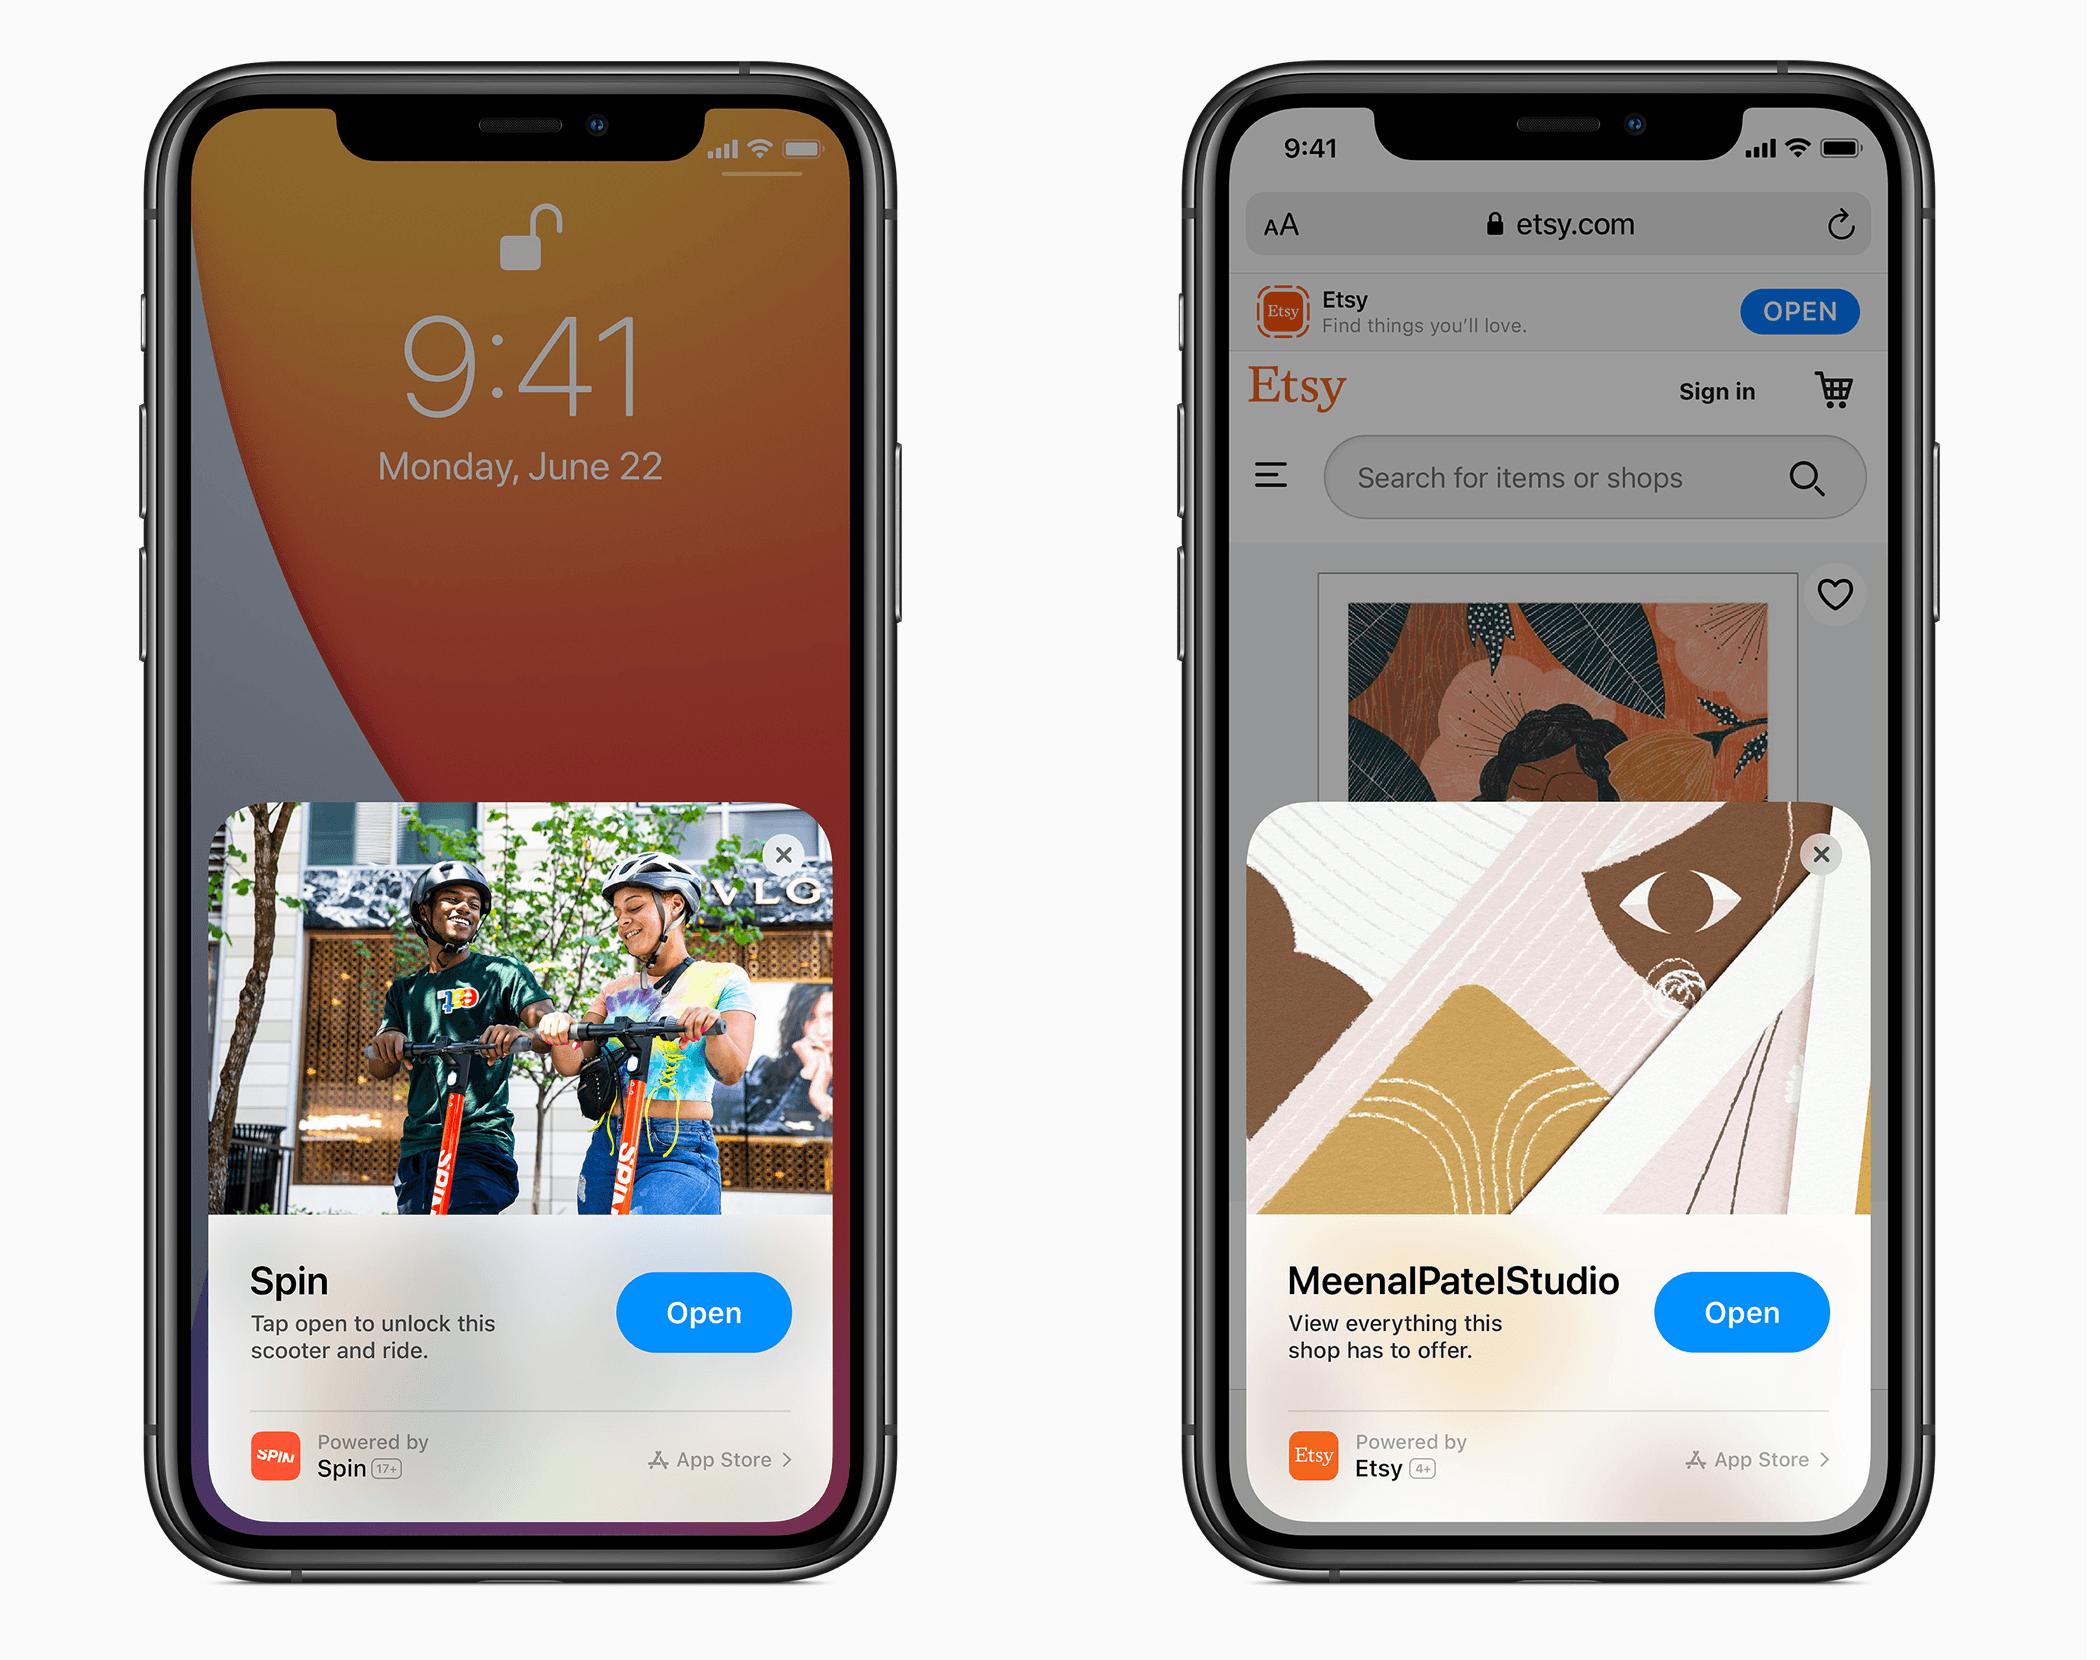 9:41
Monday, June 22
VLG
et
SPIN
SPIN
Spin
Tap open to unlock this
scooter and ride.
Open
SPIN
Powered by
Spin 17+
App Store
9:41
AA
etsy.com
Etsy
Etsy
Find things you'll love.
OPEN
Etsy
Sign in
Search for items or shops
MeenalPatelStudio
View everything this
shop has to offer.
Open
Etsy
Powered by
Etsy 4+
App Store